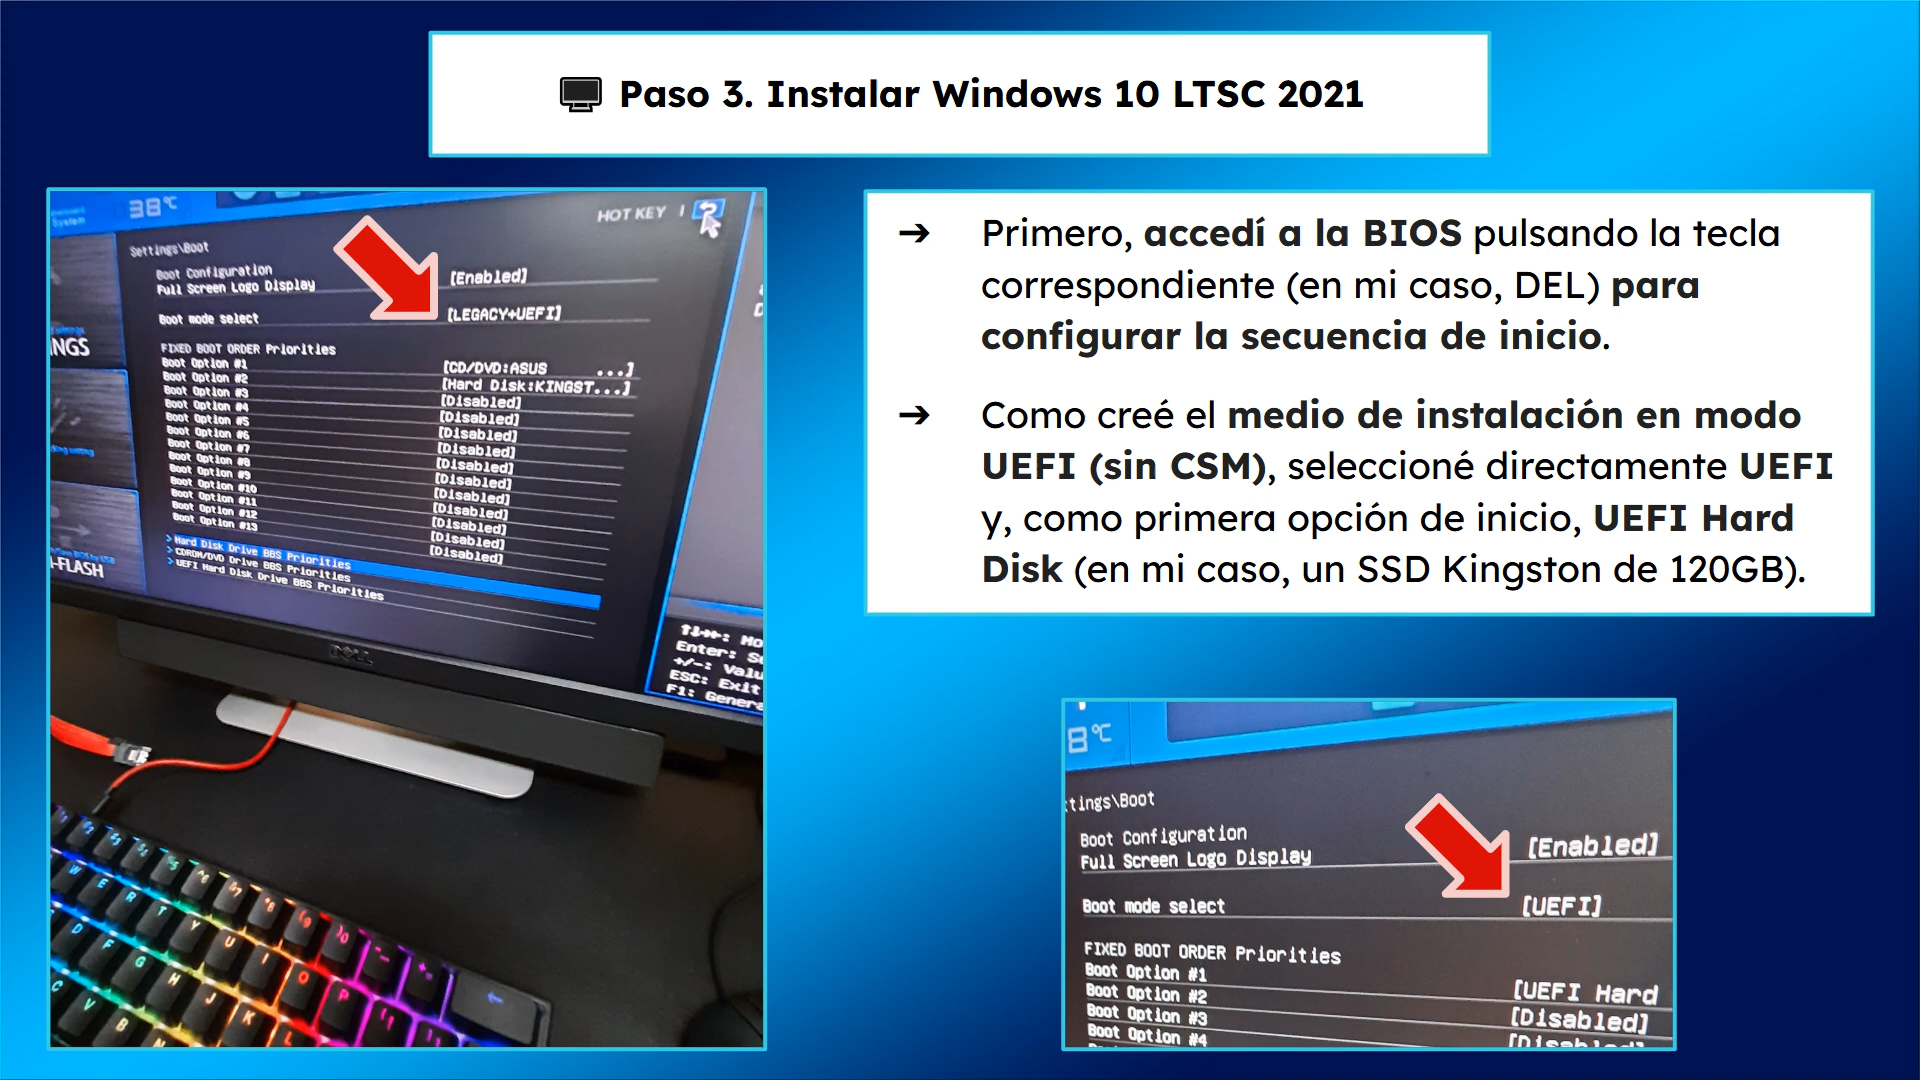 Paso 3. Instalar Windows 10 LTSC 2021
38°C
HOT KEY
Settings\Boot
Boot Configuration
Full Screen Logo Display [Enabled]
Boot mode select [LEGACY+UEFI]
FIXED BOOT ORDER Priorities
Boot Option #1 [CD/DVD:ASUS ...]
Boot Option #2 [Hard Disk:KINGST...]
Boot Option #3 [Disabled]
Boot Option #4 [Disabled]
Boot Option #5 [Disabled]
Boot Option #6 [Disabled]
Boot Option #7 [Disabled]
Boot Option #8 [Disabled]
Boot Option #9 [Disabled]
Boot Option #10 [Disabled]
Boot Option #11 [Disabled]
Boot Option #12 [Disabled]
Boot Option #13 [Disabled]
> Hard Disk Drive BBS Priorities
> CDROM/DVD Drive BBS Priorities
> UEFI Hard Disk Drive BBS Priorities
NGS
-FLASH
Enter: S
+/-: Valu
ESC: Exit
F1: Genera
DELL
➔ Primero, accedí a la BIOS pulsando la tecla
correspondiente (en mi caso, DEL) para
configurar la secuencia de inicio.
➔ Como creé el medio de instalación en modo
UEFI (sin CSM), seleccioné directamente UEFI
y, como primera opción de inicio, UEFI Hard
Disk (en mi caso, un SSD Kingston de 120GB).
8°C
tings\Boot
Boot Configuration
Full Screen Logo Display [Enabled]
Boot mode select [UEFI]
FIXED BOOT ORDER Priorities
Boot Option #1 [UEFI Hard
Boot Option #2 [Disabled]
Boot Option #3 [Disabled]
Boot Option #4